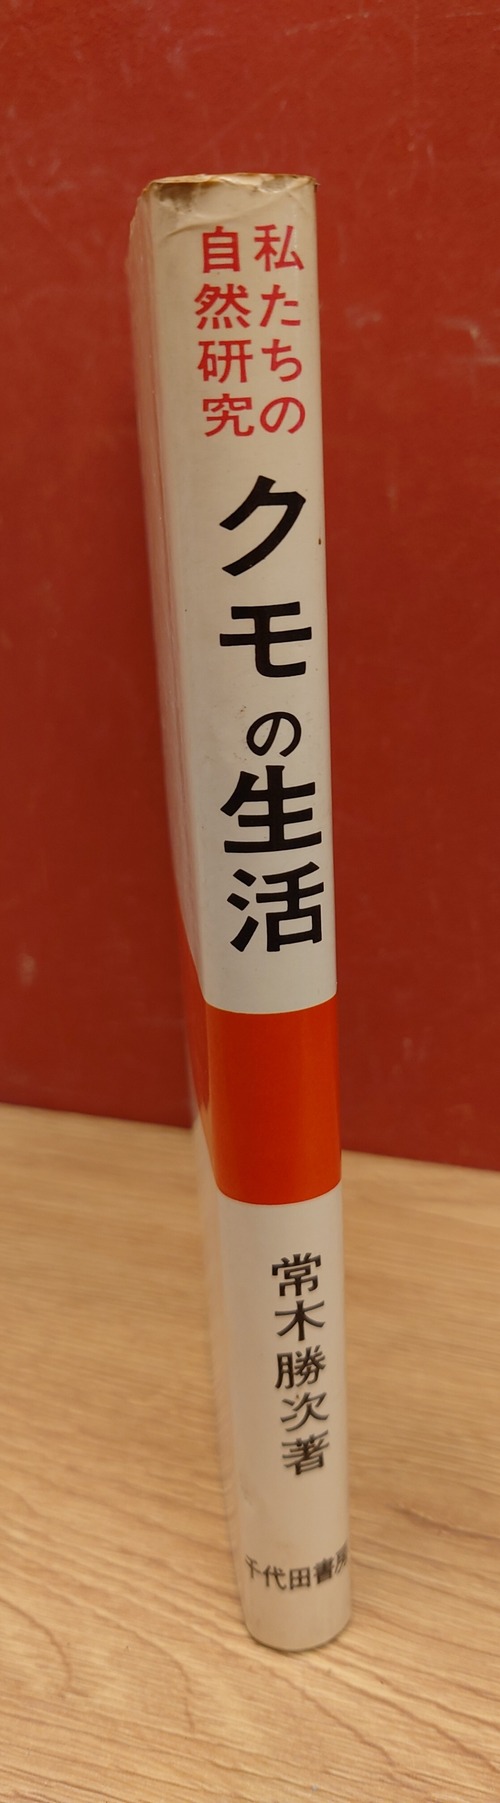 私たちの
自然研究
クモの生活
常木勝次著
千代田書房